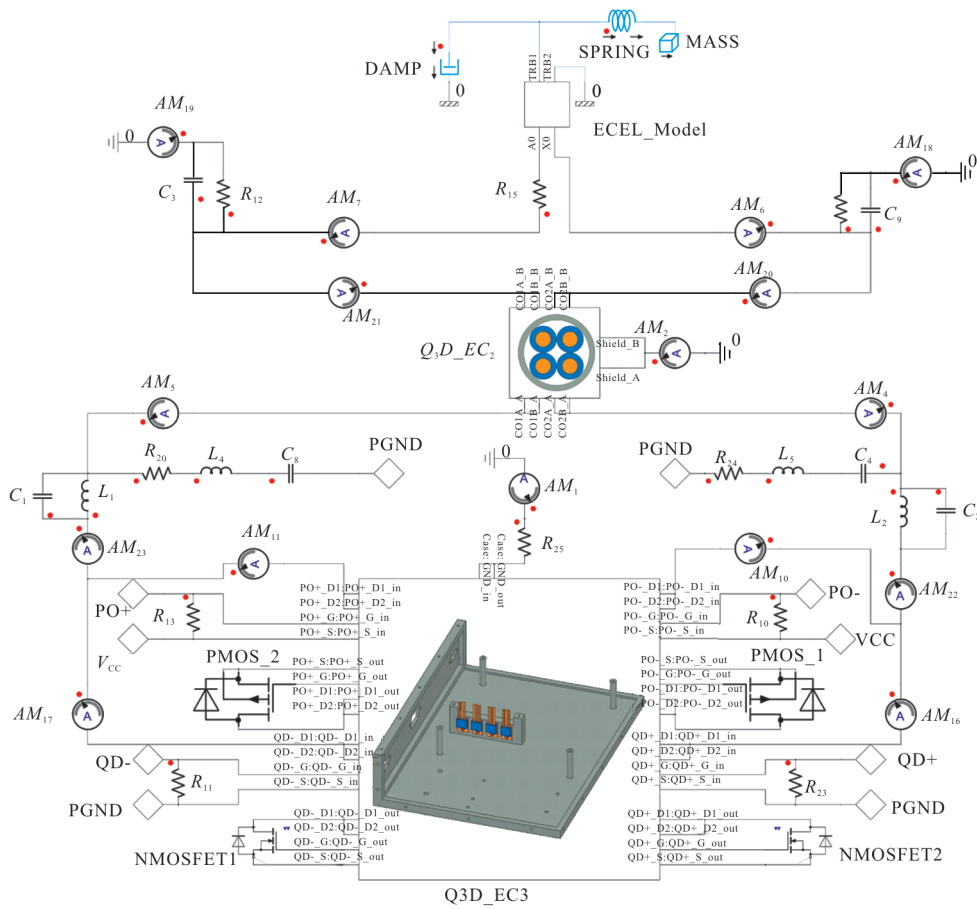 SPRING
MASS
DAMP
TRB1
TRB2
0
0
ECEL_Model
A0
X0
AM₁₉
0
C₃
R₁₂
R₁₅
AM₇
AM₆
AM₁₈
0
C₉
AM₂₁
AM₂₀
CO1A_B
CO1B_B
CO2A_B
CO2B_B
Q₃D_EC₂
Shield_B
Shield_A
AM₂
0
CO1A_A
CO1B_A
CO2A_A
CO2B_A
AM₅
AM₄
R₂₀
L₄
C₈
PGND
PGND
R₂₄
L₅
C₄
C₁
L₁
L₂
0
AM₁
R₂₅
Case: GND_in
Case: GND_out
AM₂₃
AM₁₁
AM₁₀
AM₂₂
PO+
R₁₃
V_CC
PO-
R₁₀
VCC
PO+_D1:PO+_D1_in
PO+_D2:PO+_D2_in
PO+_G:PO+_G_in
PO+_S:PO+_S_in
PO-_D1:PO-_D1_in
PO-_D2:PO-_D2_in
PO-_G:PO-_G_in
PO-_S:PO-_S_in
PMOS_2
PMOS_1
PO+_S:PO+_S_out
PO+_G:PO+_G_out
PO+_D1:PO+_D1_out
PO+_D2:PO+_D2_out
PO-_S:PO-_S_out
PO-_G:PO-_G_out
PO-_D1:PO-_D1_out
PO-_D2:PO-_D2_out
AM₁₇
AM₁₆
QD-_D1:QD-_D1_in
QD-_D2:QD-_D2_in
QD-_G:QD-_G_in
QD-_S:QD-_S_in
QD+_D1:QD+_D1_in
QD+_D2:QD+_D2_in
QD+_G:QD+_G_in
QD+_S:QD+_S_in
QD-
R₁₁
PGND
QD+
R₂₃
PGND
QD-_D1:QD-_D1_out
QD-_D2:QD-_D2_out
QD-_G:QD-_G_out
QD-_S:QD-_S_out
QD+_D1:QD+_D1_out
QD+_D2:QD+_D2_out
QD+_G:QD+_G_out
QD+_S:QD+_S_out
NMOSFET1
NMOSFET2
Q3D_EC3